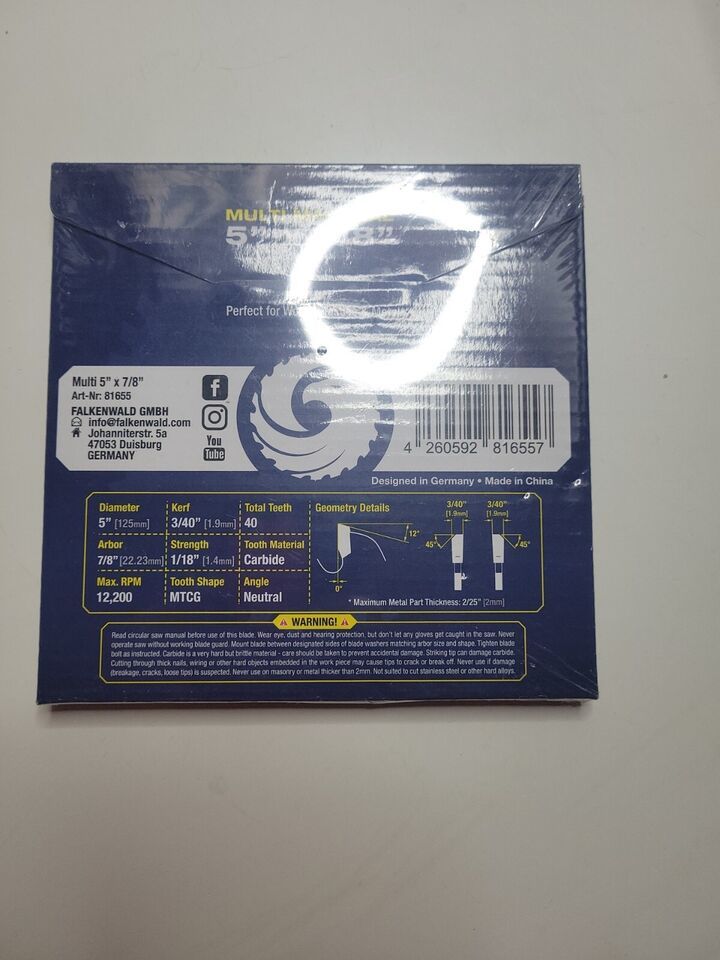 MULTI
5" 8"
Perfect for
Multi 5" x 7/8"
Art-Nr: 81655
FALKENWALD GMBH
info@falkenwald.com
Johanniterstr. 5a
47053 Duisburg
GERMANY
f
You
Tube
4 260592 816557
Designed in Germany • Made in China
Diameter Kerf Total Teeth Geometry Details
5" [125mm] 3/40" [1.9mm] 40
Arbor Strength Tooth Material
7/8" [22.23mm] 1/18" [1.4mm] Carbide
Max. RPM Tooth Shape Angle
12,200 MTCG Neutral
12°
0°
3/40" 3/40"
[1.9mm] [1.9mm]
45° 45°
* Maximum Metal Part Thickness: 2/25" [2mm]
WARNING!
Read circular saw manual before use of this blade. Wear eye, dust and hearing protection, but don't let any gloves get caught in the saw. Never
operate saw without working blade guard. Mount blade between designated sides of blade washers matching arbor size and shape. Tighten blade
bolt as instructed. Carbide is a very hard but brittle material - care should be taken to prevent accidental damage. Striking tip can damage carbide.
Cutting through thick nails, wiring or other hard objects embedded in the work piece may cause tips to crack or break off. Never use if damage
(breakage, cracks, loose tips) is suspected. Never use on masonry or metal thicker than 2mm. Not suited to cut stainless steel or other hard alloys.